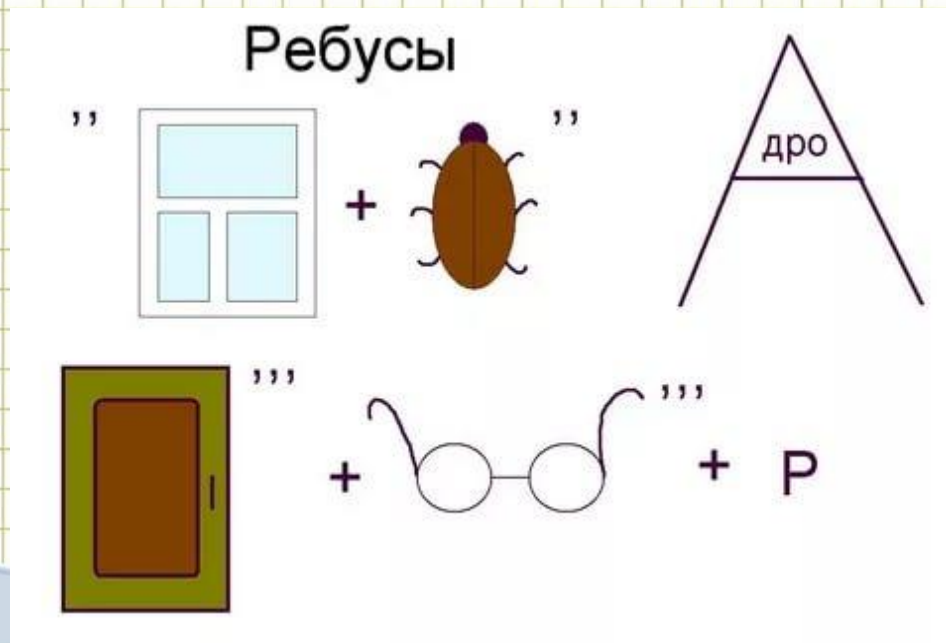 Ребусы
,, + ,,
дро
,,, + ,,, + Р